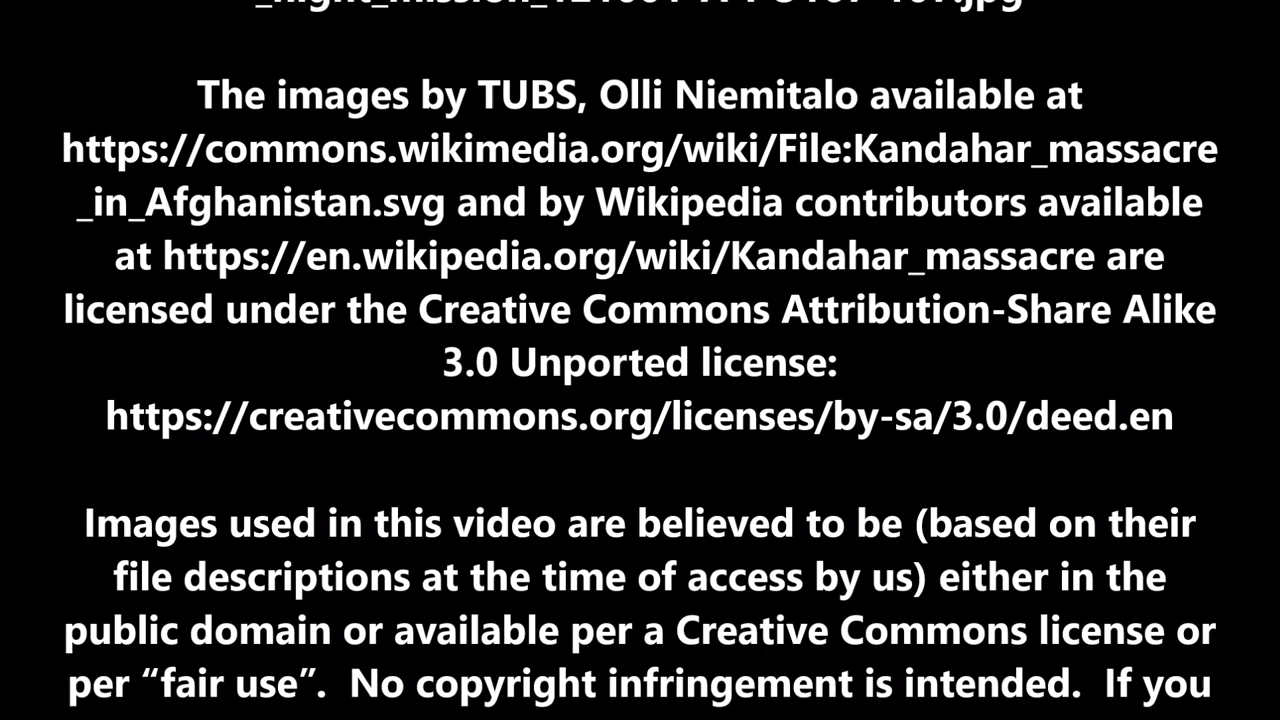 The images by TUBS, Olli Niemitalo available at
https://commons.wikimedia.org/wiki/File:Kandahar_massacre
_in_Afghanistan.svg and by Wikipedia contributors available
at https://en.wikipedia.org/wiki/Kandahar_massacre are
licensed under the Creative Commons Attribution-Share Alike
3.0 Unported license:
https://creativecommons.org/licenses/by-sa/3.0/deed.en
Images used in this video are believed to be (based on their
file descriptions at the time of access by us) either in the
public domain or available per a Creative Commons license or
per “fair use”.  No copyright infringement is intended.  If you